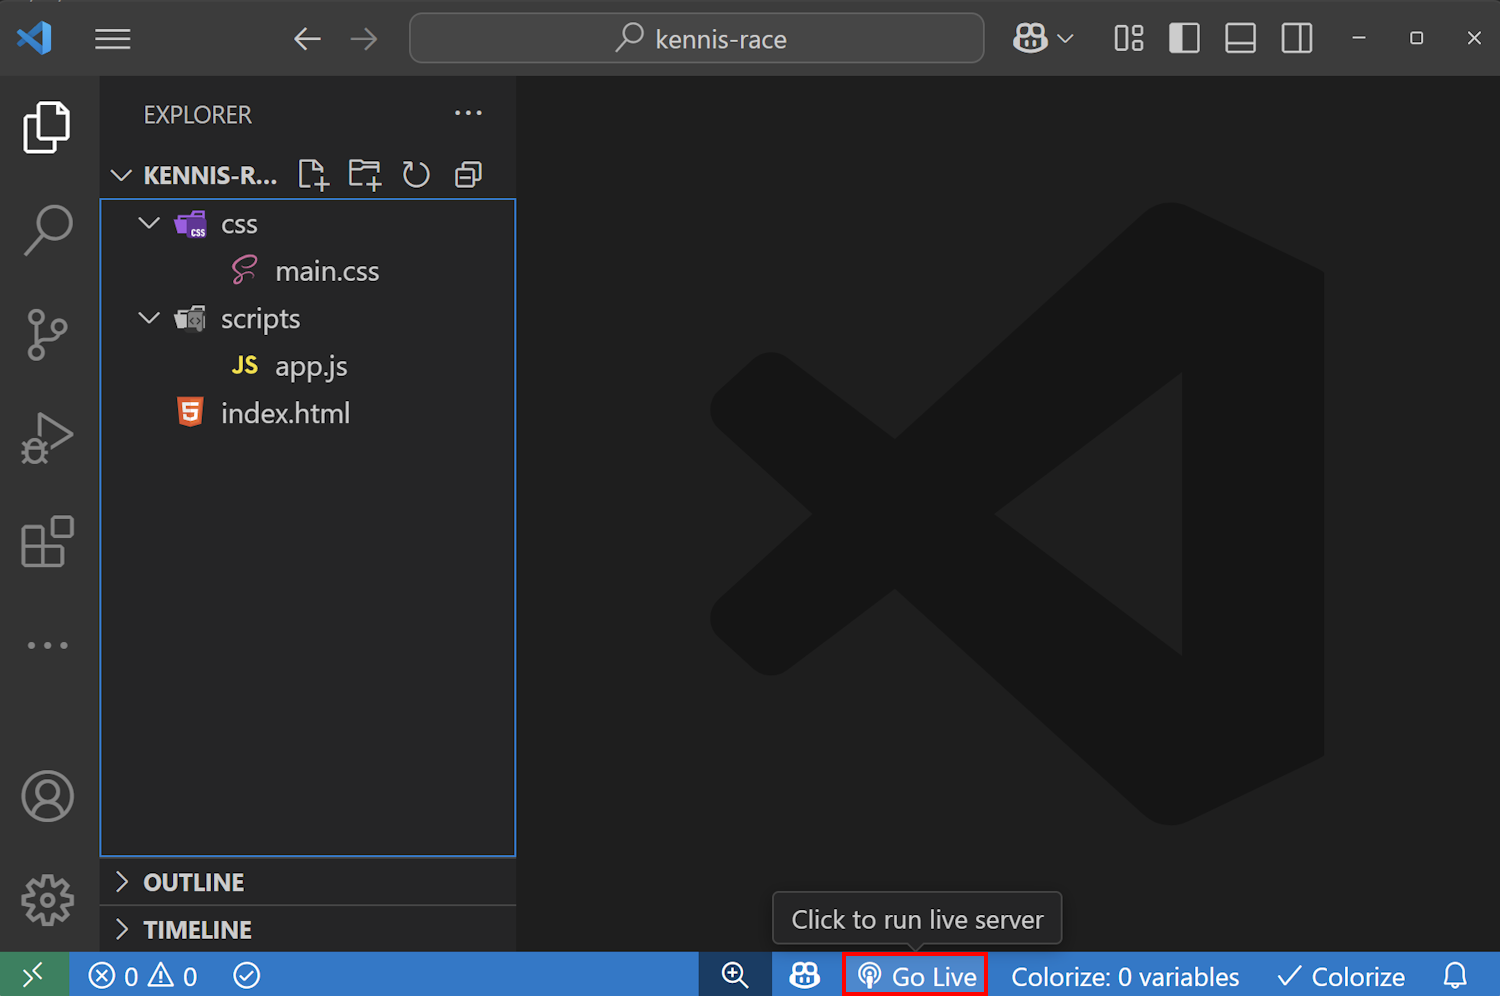 kennis-race
EXPLORER
KENNIS-R...
css
main.css
scripts
JS app.js
index.html
OUTLINE
TIMELINE
Click to run live server
0 0 Go Live Colorize: 0 variables Colorize